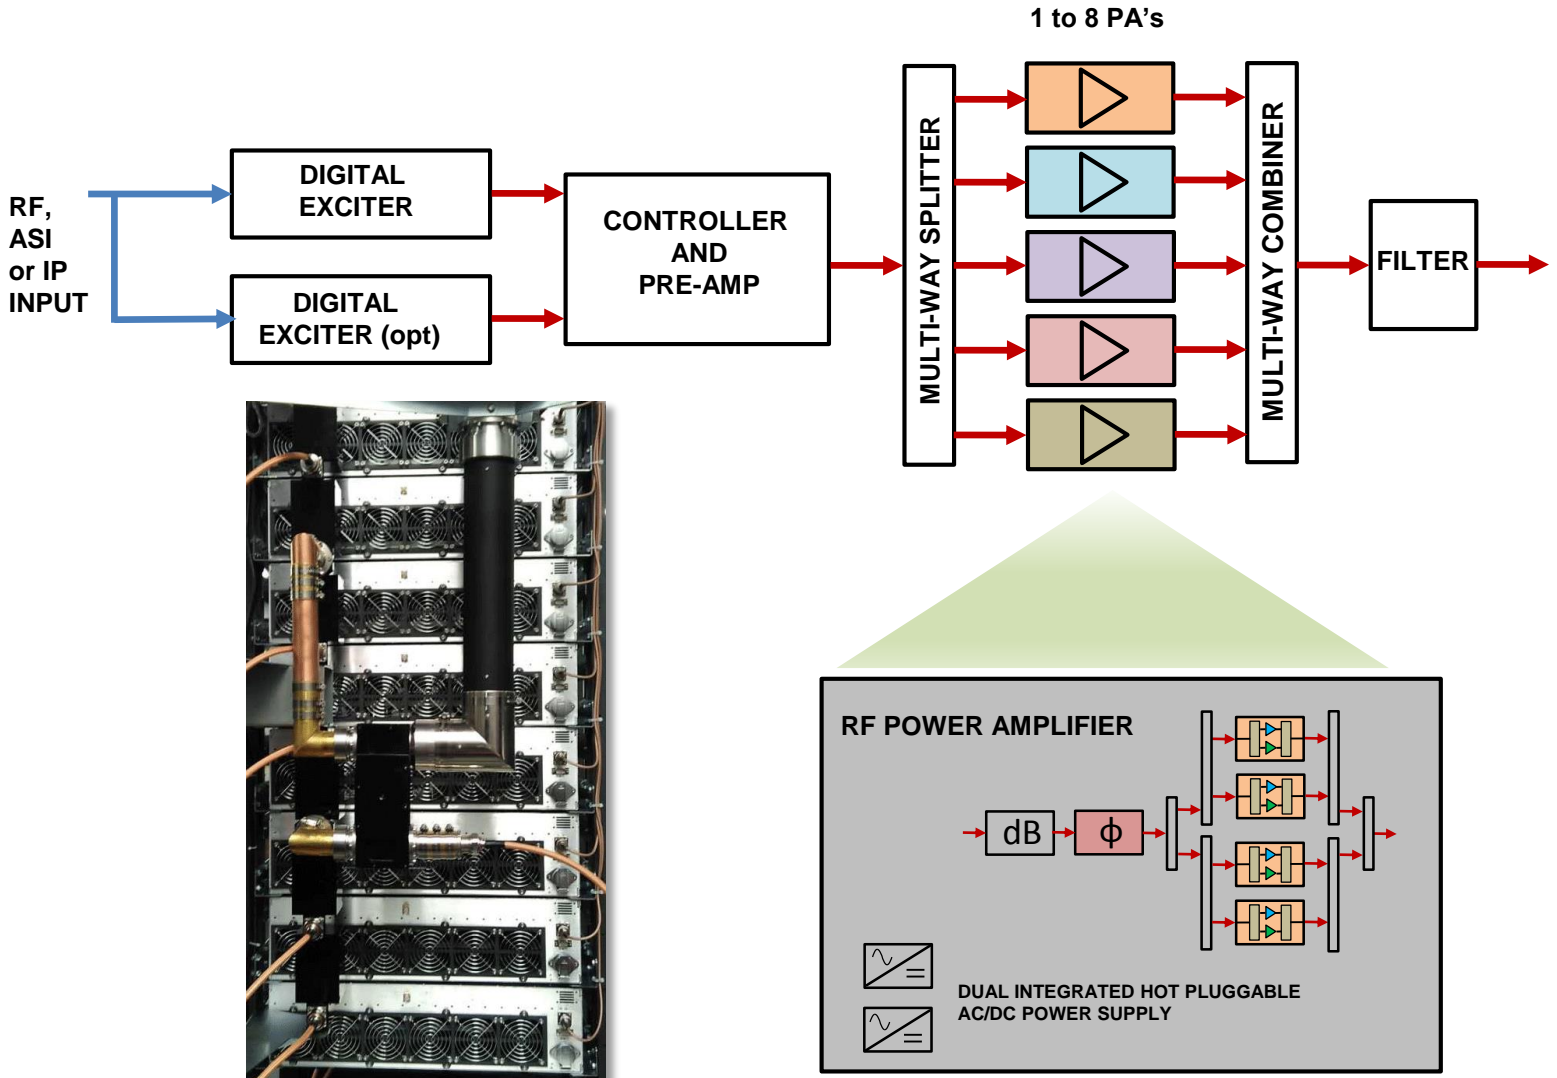 1 to 8 PA’s
RF,
ASI
or IP
INPUT
DIGITAL
EXCITER
DIGITAL
EXCITER (opt)
CONTROLLER
AND
PRE-AMP
MULTI-WAY SPLITTER
MULTI-WAY COMBINER
FILTER
RF POWER AMPLIFIER
dB
ϕ
DUAL INTEGRATED HOT PLUGGABLE
AC/DC POWER SUPPLY